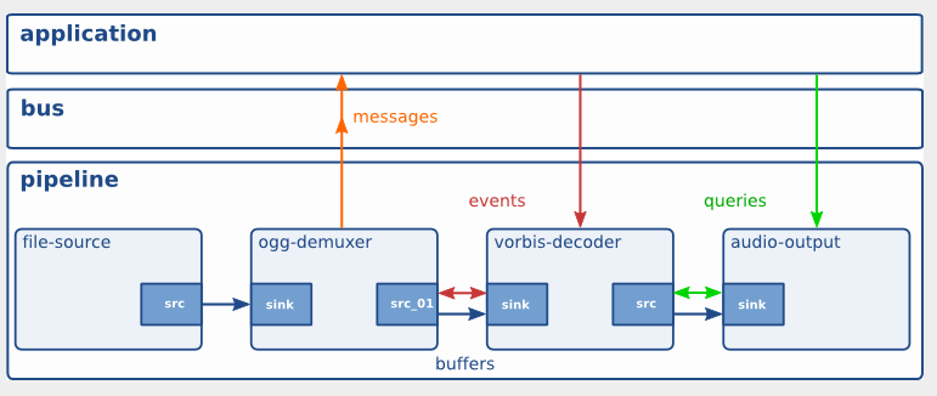 application
bus
messages
pipeline
events
queries
file-source
ogg-demuxer
vorbis-decoder
audio-output
src
sink
src_01
sink
src
sink
buffers